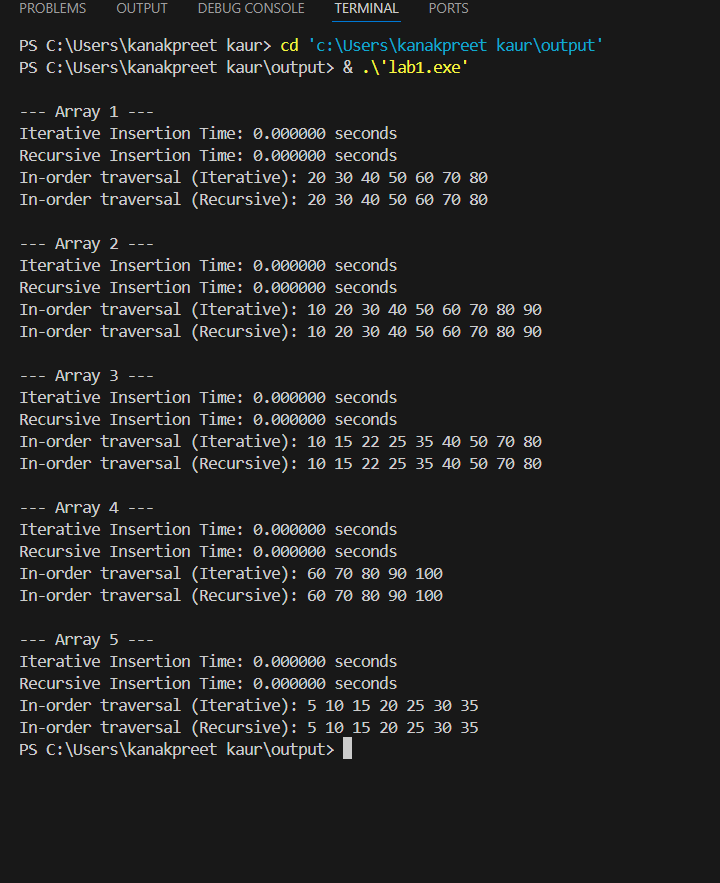 PROBLEMS OUTPUT DEBUG CONSOLE TERMINAL PORTS
PS C:\Users\kanakpreet kaur> cd 'c:\Users\kanakpreet kaur\output'
PS C:\Users\kanakpreet kaur\output> & .\'lab1.exe'
--- Array 1 ---
Iterative Insertion Time: 0.000000 seconds
Recursive Insertion Time: 0.000000 seconds
In-order traversal (Iterative): 20 30 40 50 60 70 80
In-order traversal (Recursive): 20 30 40 50 60 70 80
--- Array 2 ---
Iterative Insertion Time: 0.000000 seconds
Recursive Insertion Time: 0.000000 seconds
In-order traversal (Iterative): 10 20 30 40 50 60 70 80 90
In-order traversal (Recursive): 10 20 30 40 50 60 70 80 90
--- Array 3 ---
Iterative Insertion Time: 0.000000 seconds
Recursive Insertion Time: 0.000000 seconds
In-order traversal (Iterative): 10 15 22 25 35 40 50 70 80
In-order traversal (Recursive): 10 15 22 25 35 40 50 70 80
--- Array 4 ---
Iterative Insertion Time: 0.000000 seconds
Recursive Insertion Time: 0.000000 seconds
In-order traversal (Iterative): 60 70 80 90 100
In-order traversal (Recursive): 60 70 80 90 100
--- Array 5 ---
Iterative Insertion Time: 0.000000 seconds
Recursive Insertion Time: 0.000000 seconds
In-order traversal (Iterative): 5 10 15 20 25 30 35
In-order traversal (Recursive): 5 10 15 20 25 30 35
PS C:\Users\kanakpreet kaur\output>